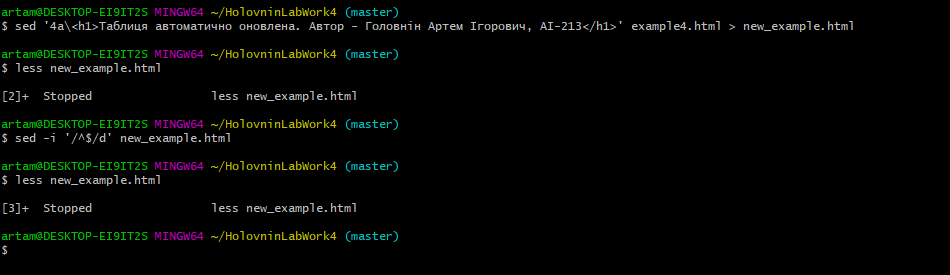 artam@DESKTOP-EI9IT2S MINGW64 ~/HolovninLabWork4 (master)
$ sed '4a\<h1>Таблиця автоматично оновлена. Автор - Головнін Артем Ігорович, АІ-213</h1>' example4.html > new_example.html
artam@DESKTOP-EI9IT2S MINGW64 ~/HolovninLabWork4 (master)
$ less new_example.html
[2]+  Stopped                 less new_example.html
artam@DESKTOP-EI9IT2S MINGW64 ~/HolovninLabWork4 (master)
$ sed -i '/^$/d' new_example.html
artam@DESKTOP-EI9IT2S MINGW64 ~/HolovninLabWork4 (master)
$ less new_example.html
[3]+  Stopped                 less new_example.html
artam@DESKTOP-EI9IT2S MINGW64 ~/HolovninLabWork4 (master)
$